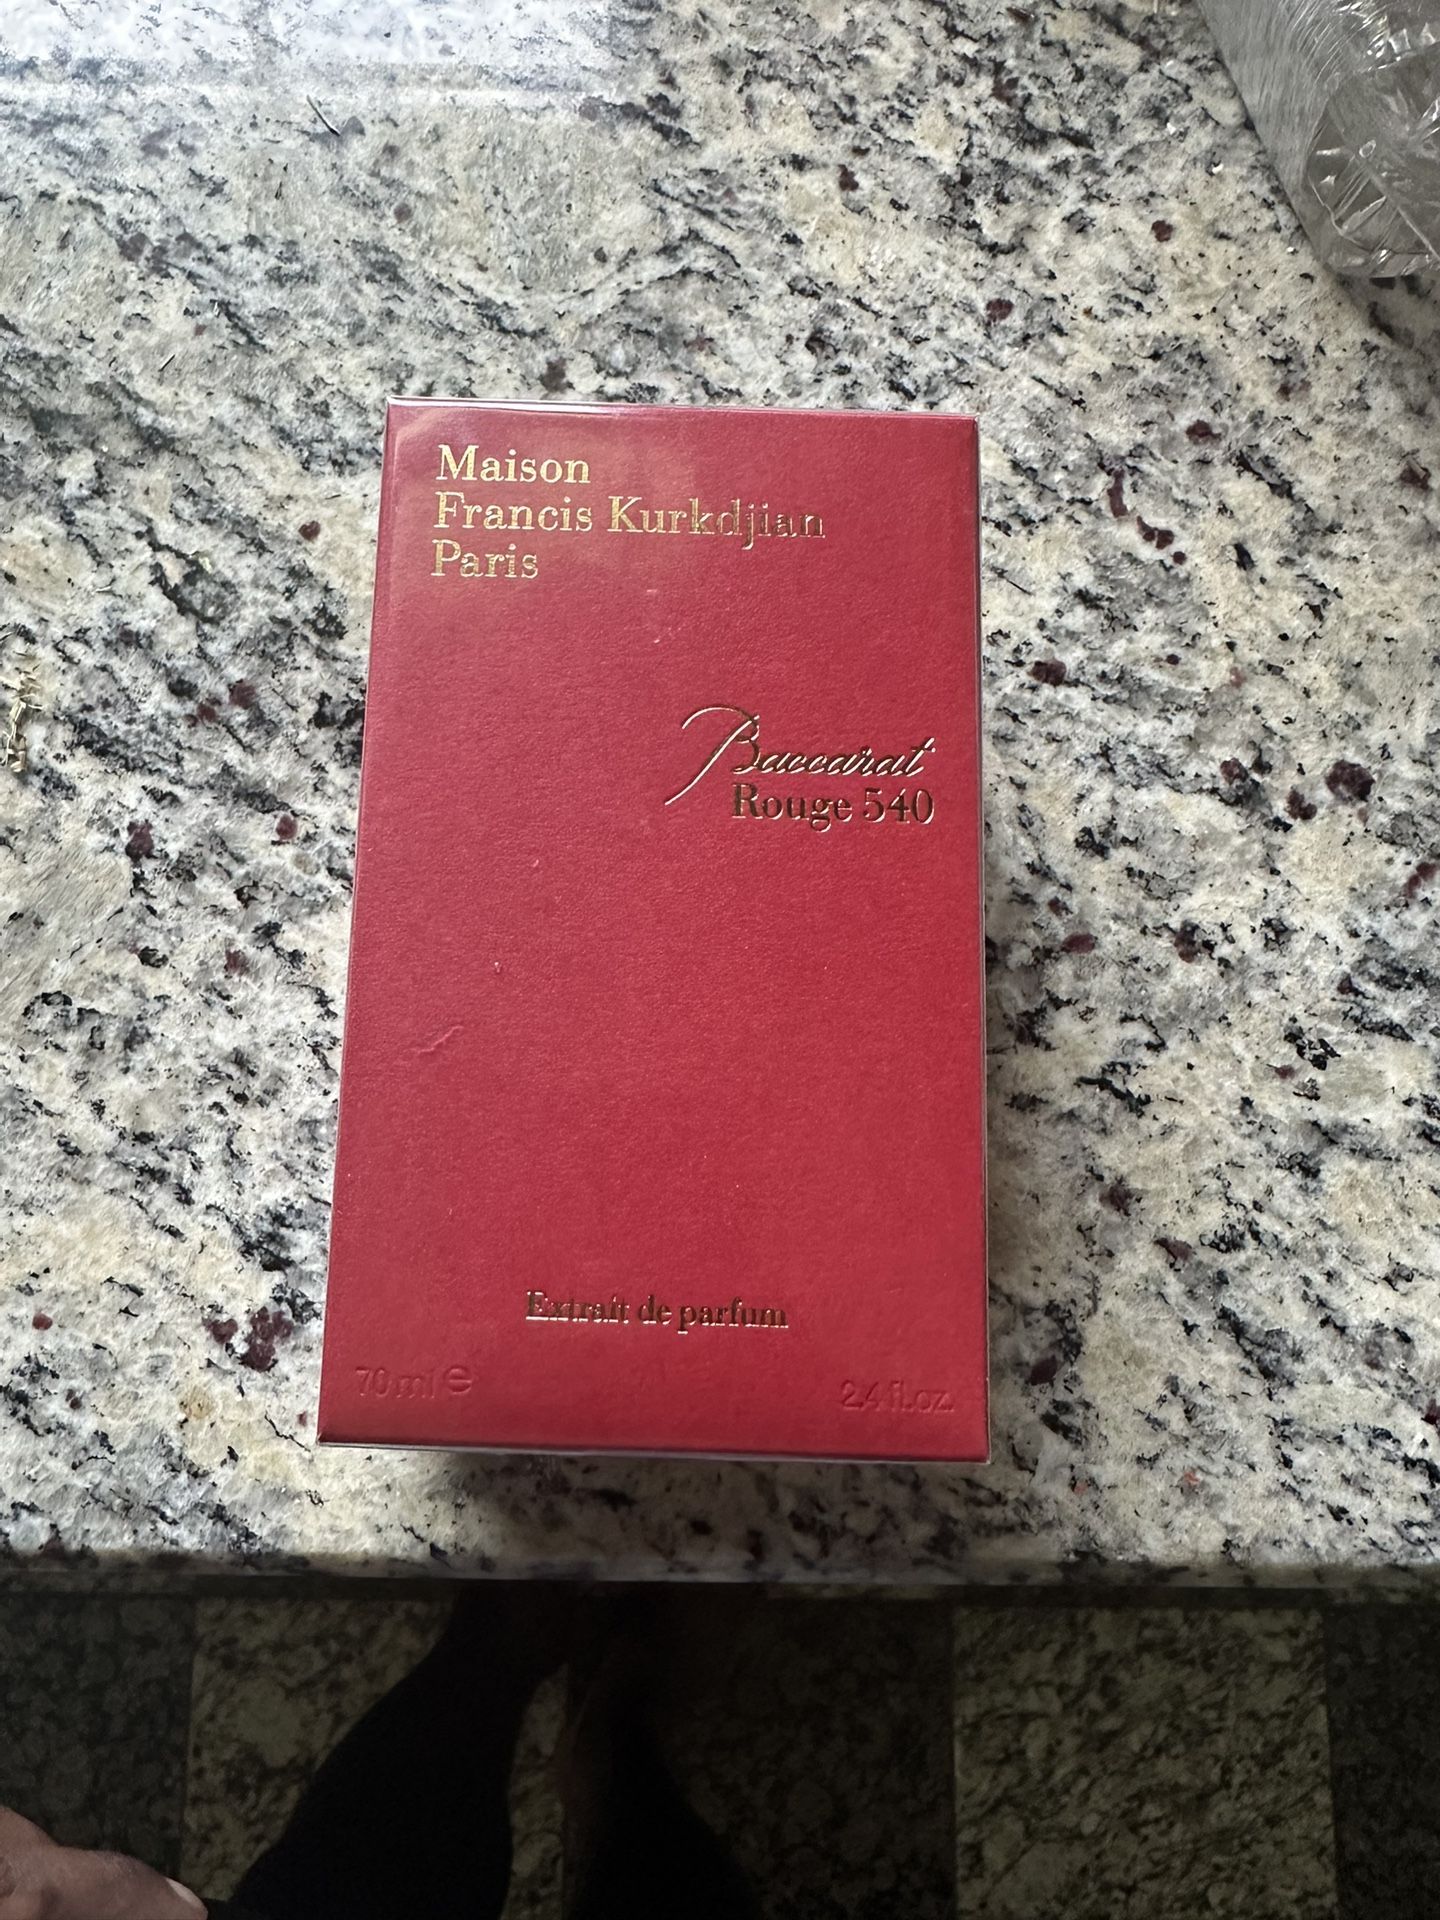 Maison
Francis Kurkdjian
Paris
Baccarat
Rouge 540
Extrait de parfum
70 ml ℮
2.4 fl.oz.